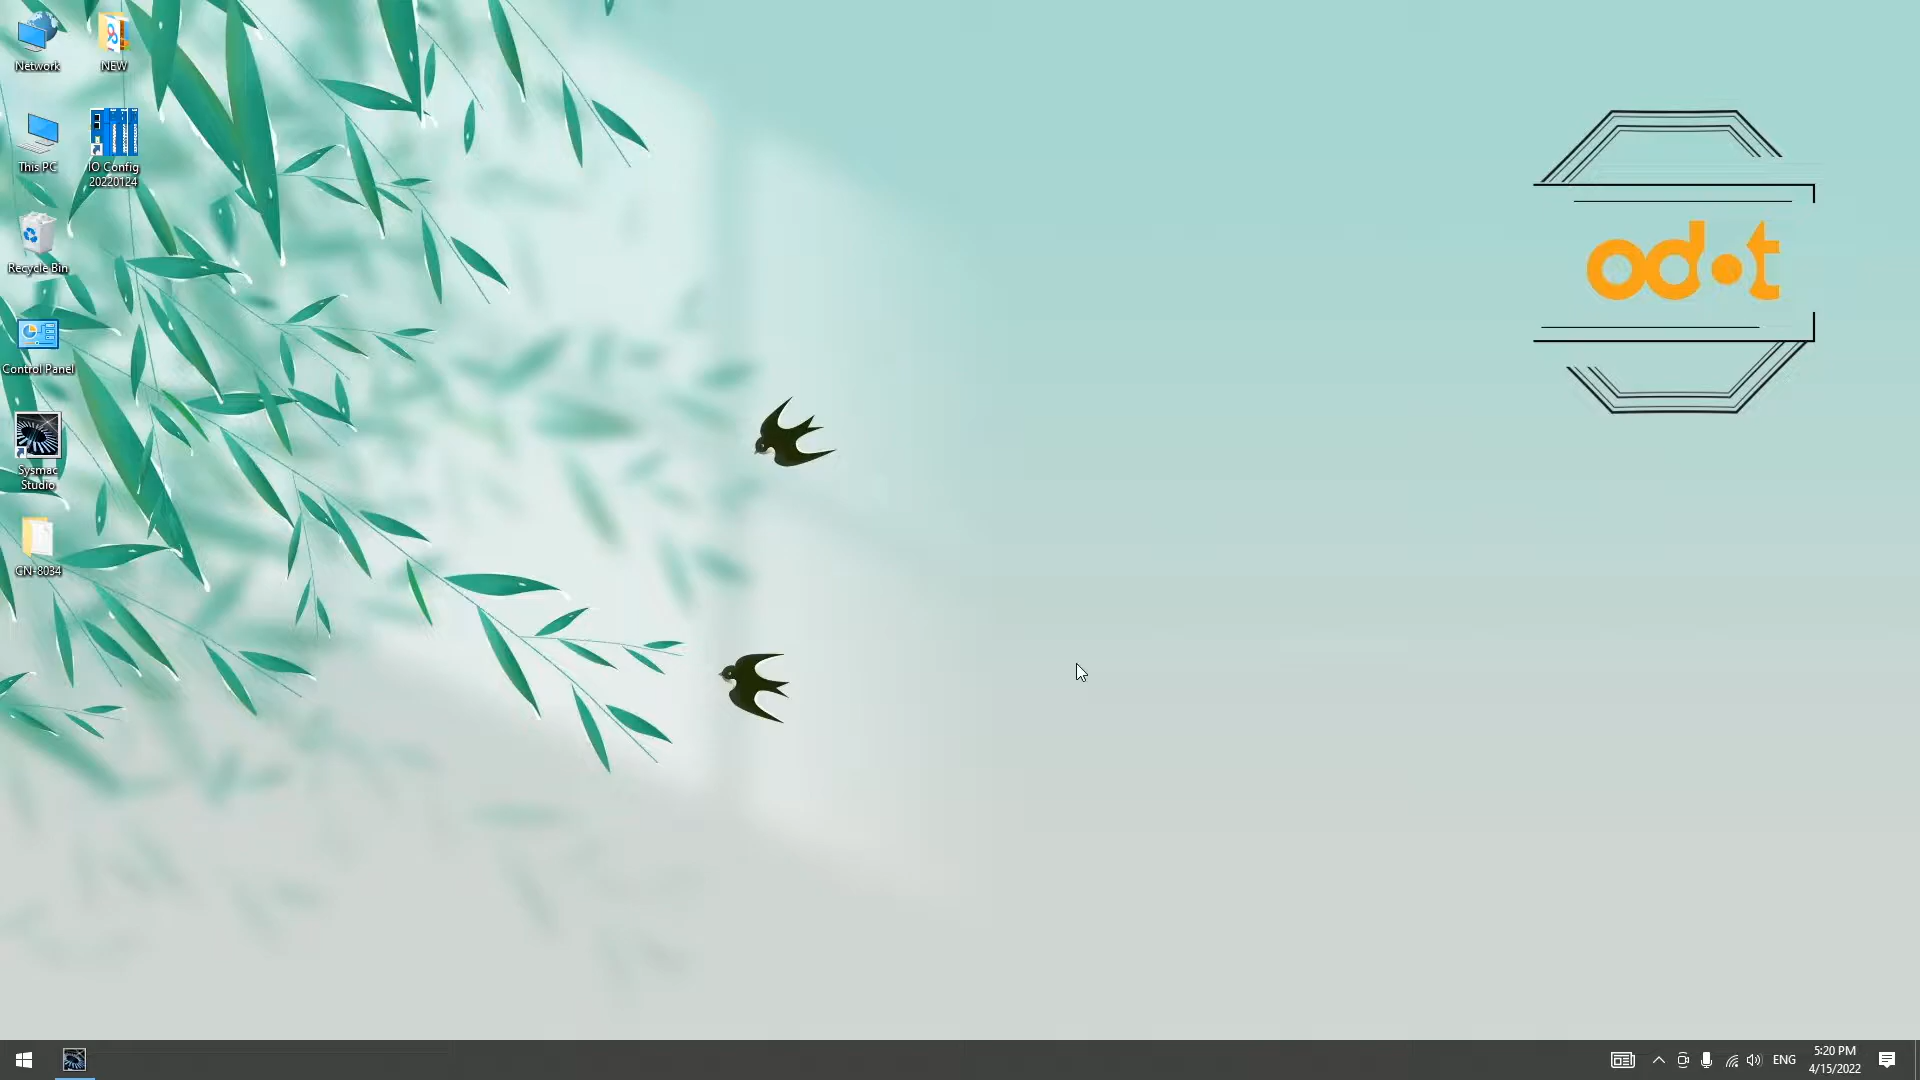 Network
NEW
This PC
IO Config
20220124
Recycle Bin
Control Panel
Sysmac
Studio
CN-8034
odot
ENG
5:20 PM
4/15/2022